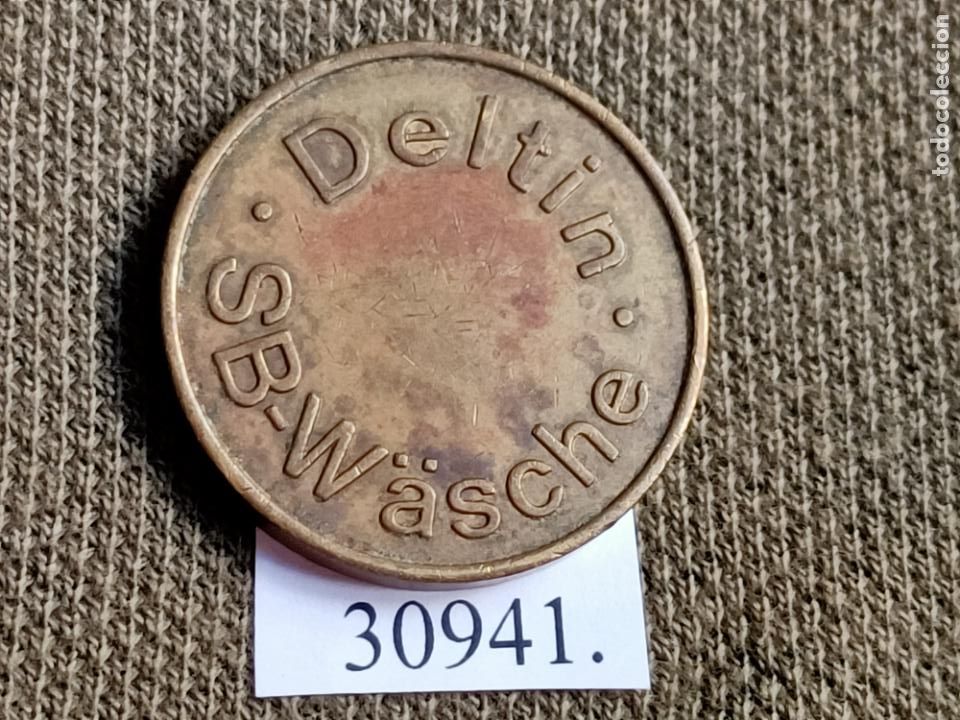 · Deltin ·
SB-Wäsche
30941.
todocoleccion